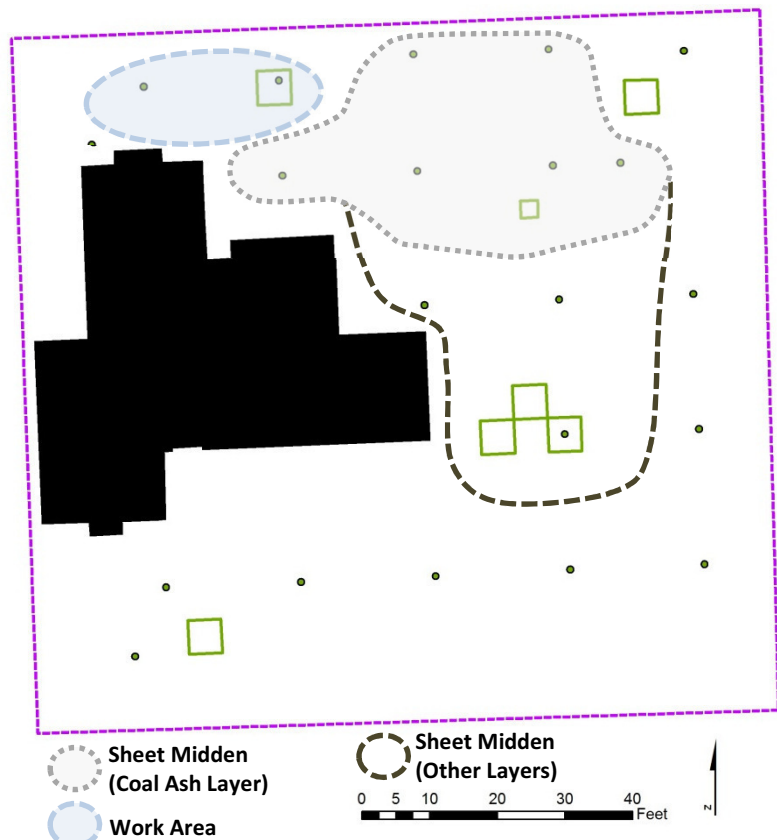 Sheet Midden
(Coal Ash Layer)
Work Area
Sheet Midden
(Other Layers)
0 5 10 20 30 40
Feet
N